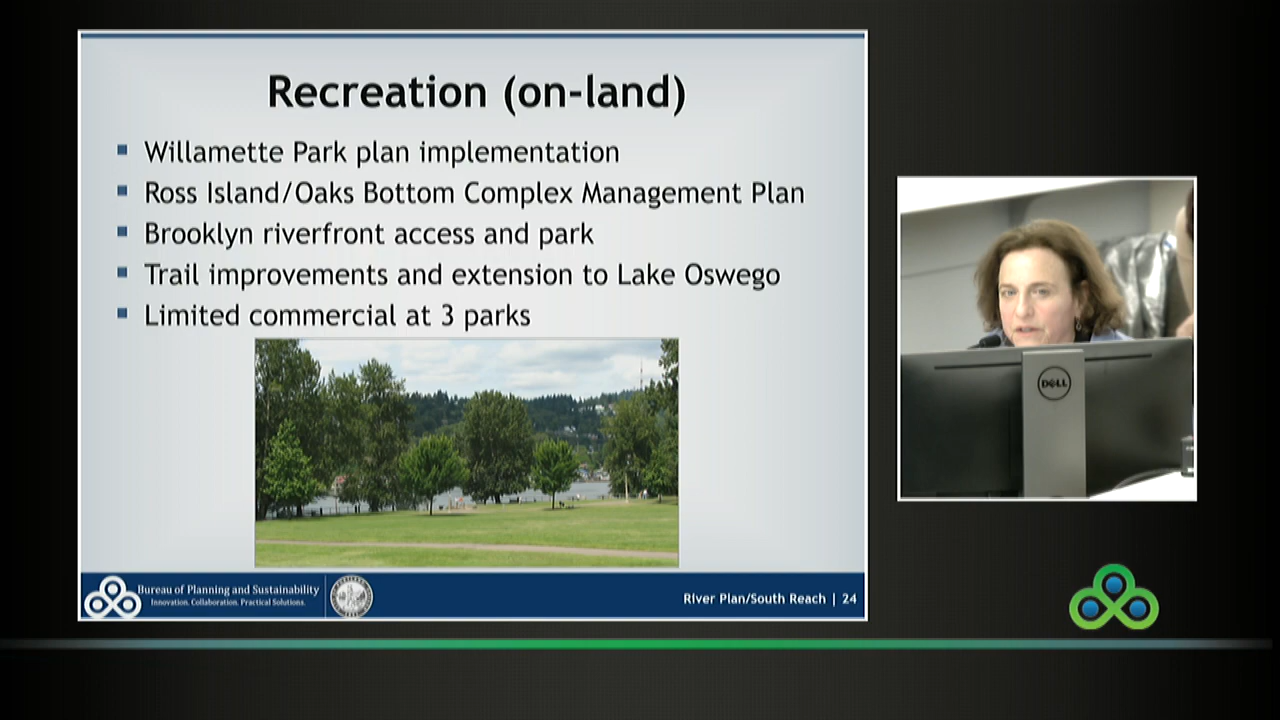 Recreation (on-land)
Willamette Park plan implementation
Ross Island/Oaks Bottom Complex Management Plan
Brooklyn riverfront access and park
Trail improvements and extension to Lake Oswego
Limited commercial at 3 parks
DELL
Bureau of Planning and Sustainability
Innovation. Collaboration. Practical Solutions.
River Plan/South Reach | 24